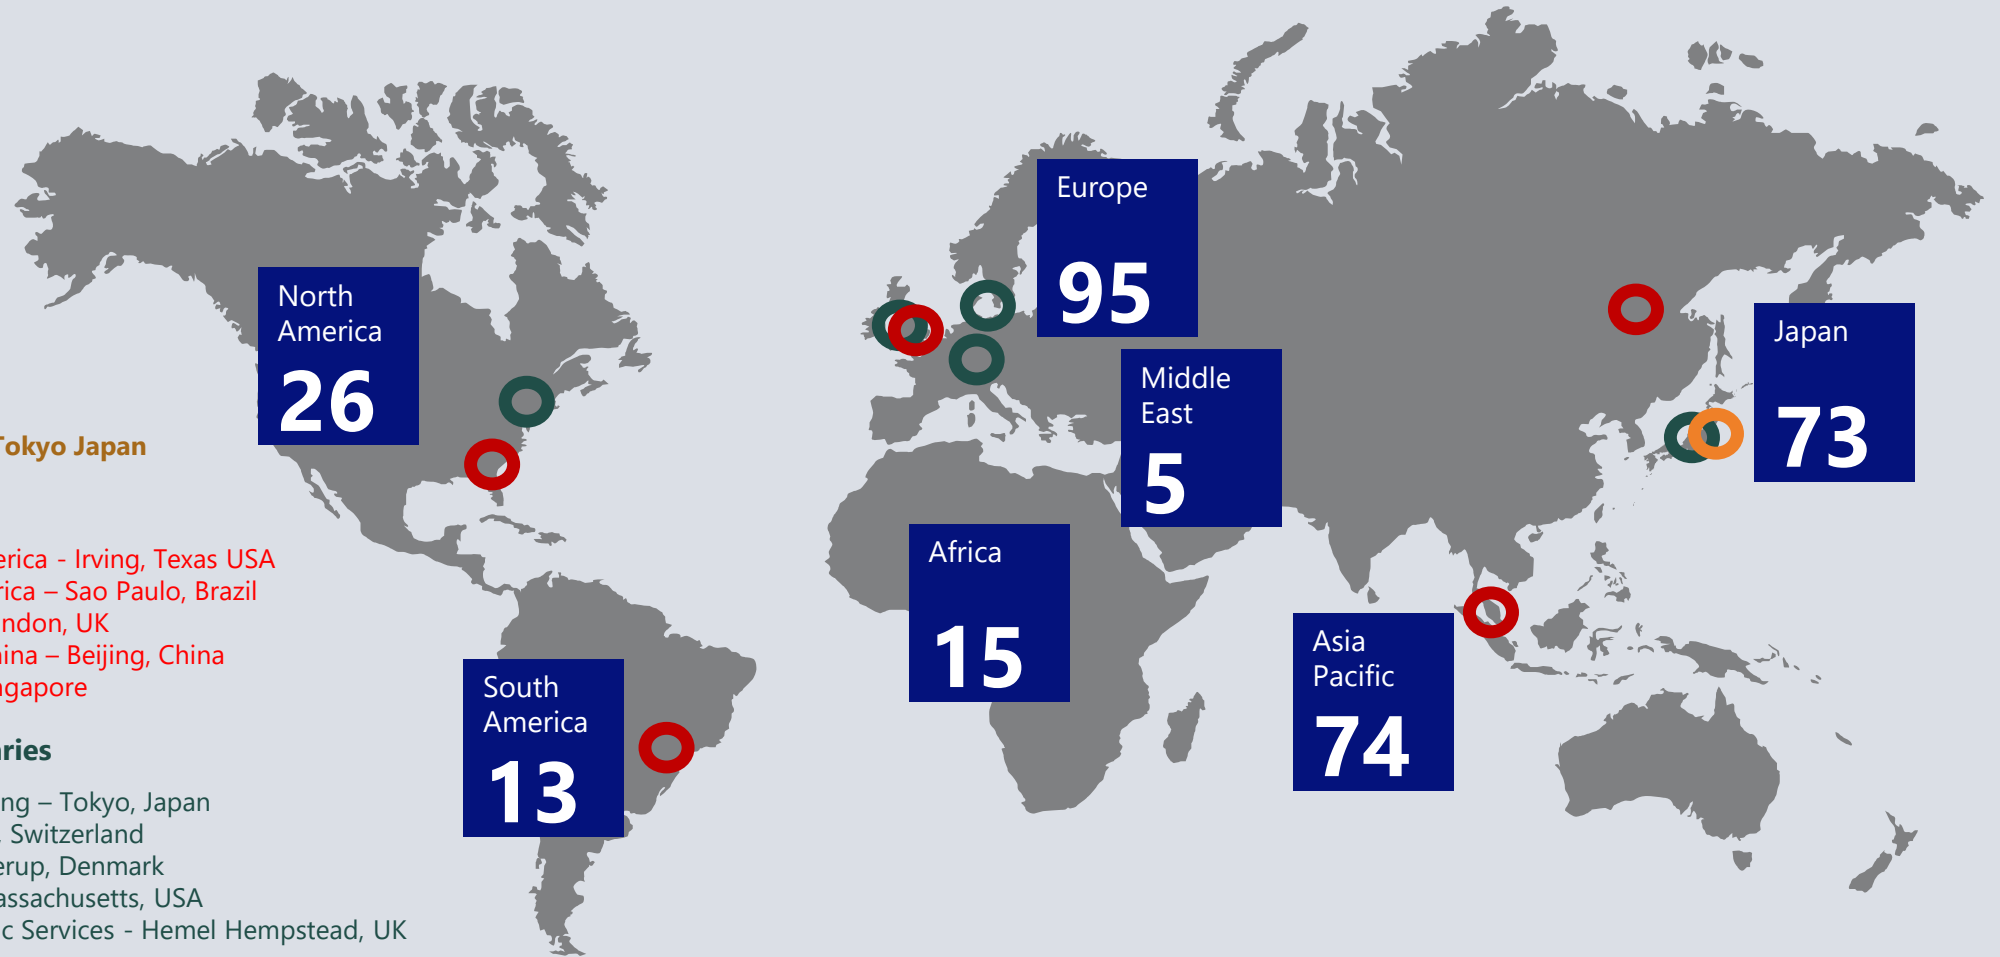 Europe
95
North
America
26
Japan
73
Middle
East
5
Tokyo Japan
Africa
15
erica - Irving, Texas USA
rica – Sao Paulo, Brazil
ndon, UK
ina – Beijing, China
ngapore
Asia
Pacific
74
South
America
13
ries
ng – Tokyo, Japan
, Switzerland
erup, Denmark
assachusetts, USA
c Services - Hemel Hempstead, UK